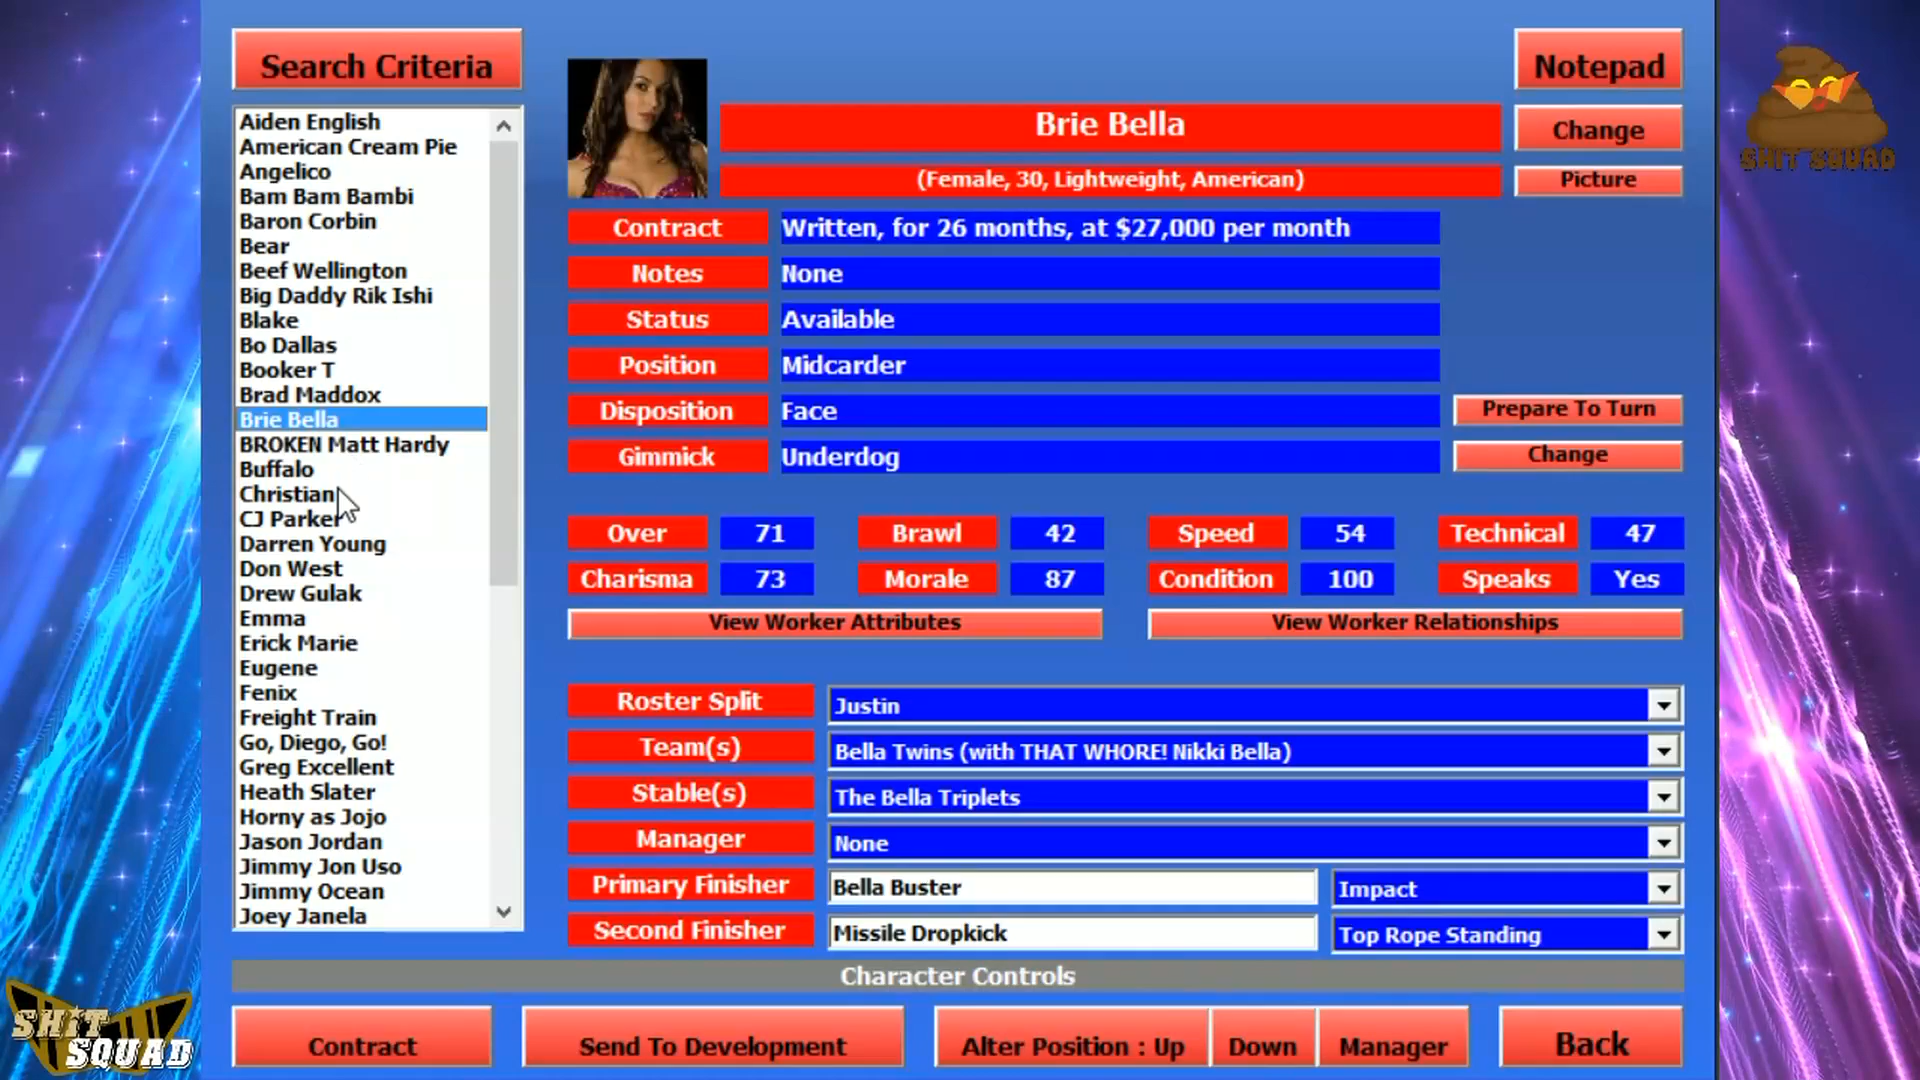 Search Criteria
Notepad
Aiden English
American Cream Pie
Angelico
Bam Bam Bambi
Baron Corbin
Bear
Beef Wellington
Big Daddy Rik Ishi
Blake
Bo Dallas
Booker T
Brad Maddox
Brie Bella
BROKEN Matt Hardy
Buffalo
Christian
CJ Parker
Darren Young
Don West
Drew Gulak
Emma
Erick Marie
Eugene
Fenix
Freight Train
Go, Diego, Go!
Greg Excellent
Heath Slater
Horny as Jojo
Jason Jordan
Jimmy Jon Uso
Jimmy Ocean
Joey Janela
Brie Bella
Change
(Female, 30, Lightweight, American)
Picture
Contract Written, for 26 months, at $27,000 per month
Notes None
Status Available
Position Midcarder
Disposition Face Prepare To Turn
Gimmick Underdog Change
Over 71 Brawl 42 Speed 54 Technical 47
Charisma 73 Morale 87 Condition 100 Speaks Yes
View Worker Attributes View Worker Relationships
Roster Split Justin
Team(s) Bella Twins (with THAT WHORE! Nikki Bella)
Stable(s) The Bella Triplets
Manager None
Primary Finisher Bella Buster Impact
Second Finisher Missile Dropkick Top Rope Standing
Character Controls
Contract Send To Development Alter Position : Up Down Manager Back
SHIT SQUAD
SHIT
SQUAD